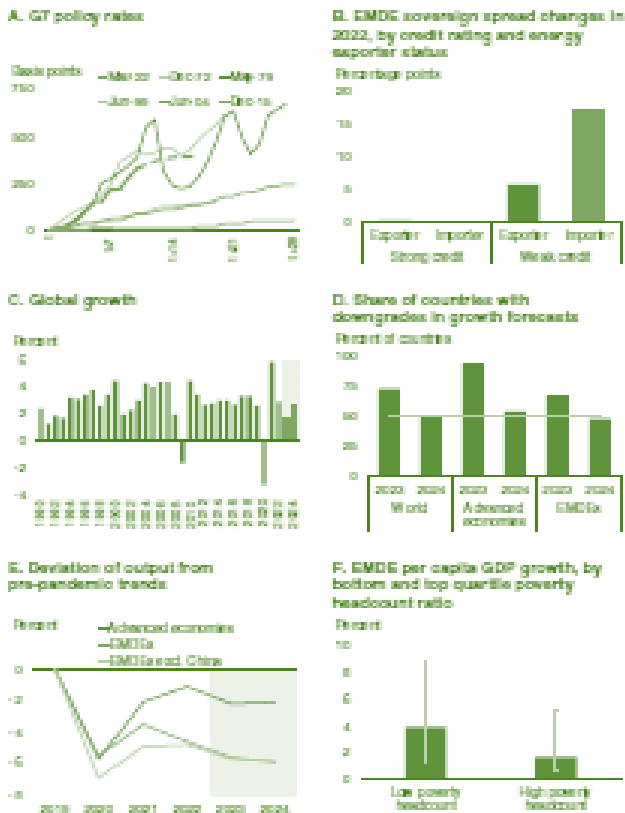 A. G7 policy rates
Basis points
750
500
250
0
B. EMDE sovereign spread changes in
2022, by credit rating and energy
exporter status
Percentage points
20
15
10
5
0
Exporter Importer Exporter Importer
Strong credit Weak credit
C. Global growth
Percent
6
4
2
0
-2
-4
D. Share of countries with
downgrades in growth forecasts
Percent of countries
100
75
50
25
0
2023 2024 2023 2024 2023 2024
World Advanced EMDEs
economies
E. Deviation of output from
pre-pandemic trends
Percent
Advanced economies
EMDEs
EMDEs excl. China
0
-2
-4
-6
-8
2019 2020 2021 2022 2023 2024
F. EMDE per capita GDP growth, by
bottom and top quartile poverty
headcount ratio
Percent
10
8
6
4
2
0
Low poverty High poverty
headcount headcount